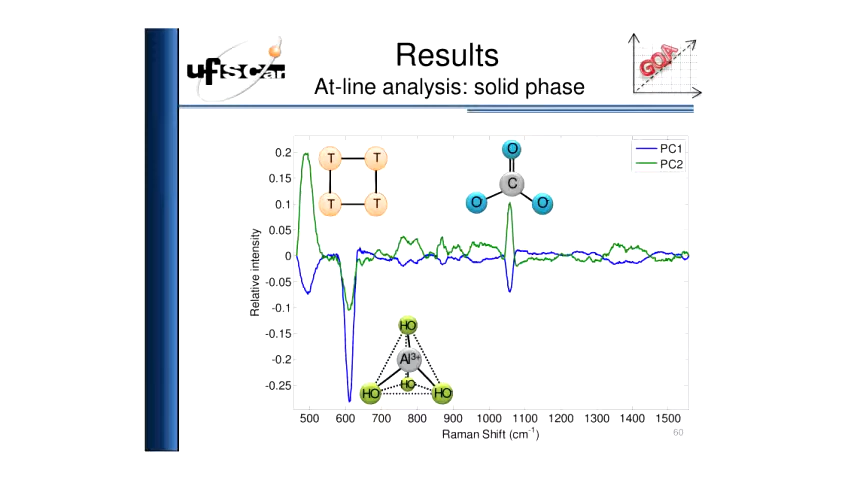 ufiscar
Results
At-line analysis: solid phase
GOA
PC1
PC2
T T
T T
O
C
O- O-
HO
Al3+
HO
HO HO
Relative intensity
0.2
0.15
0.1
0.05
0
-0.05
-0.1
-0.15
-0.2
-0.25
500 600 700 800 900 1000 1100 1200 1300 1400 1500
Raman Shift (cm-1)
60